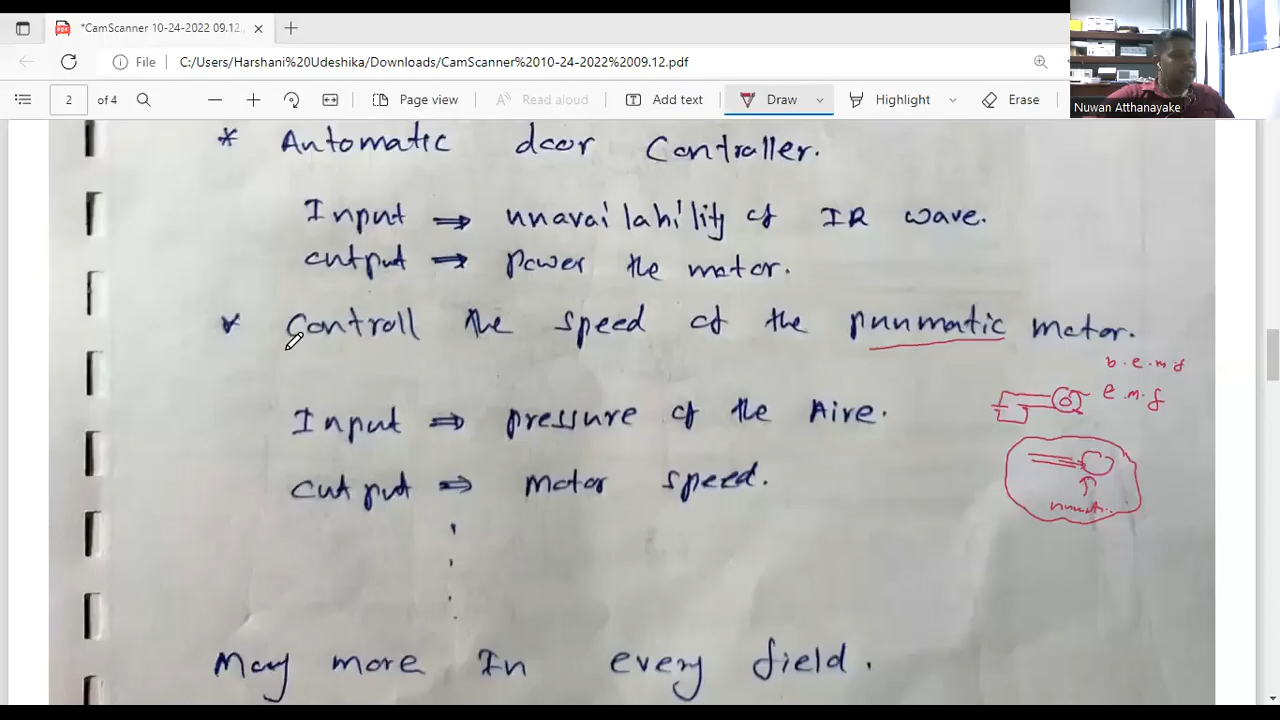 *CamScanner 10-24-2022 09.12.
File C:/Users/Harshani%20Udeshika/Do CamScanner%2010-24-2022%2009.12.pdf
2 of 4 Page view Read aloud Add text Draw Highlight Erase
Nuwan Atthanayake
* Automatic door Controller.
Input ⇒ unavailability of IR wave.
output ⇒ power the motor.
* Controll the speed of the pnumatic motor.
b.e.m.f
e.m.f
Input ⇒ pressure of the Aire.
output ⇒ motor speed.
May more In every field.